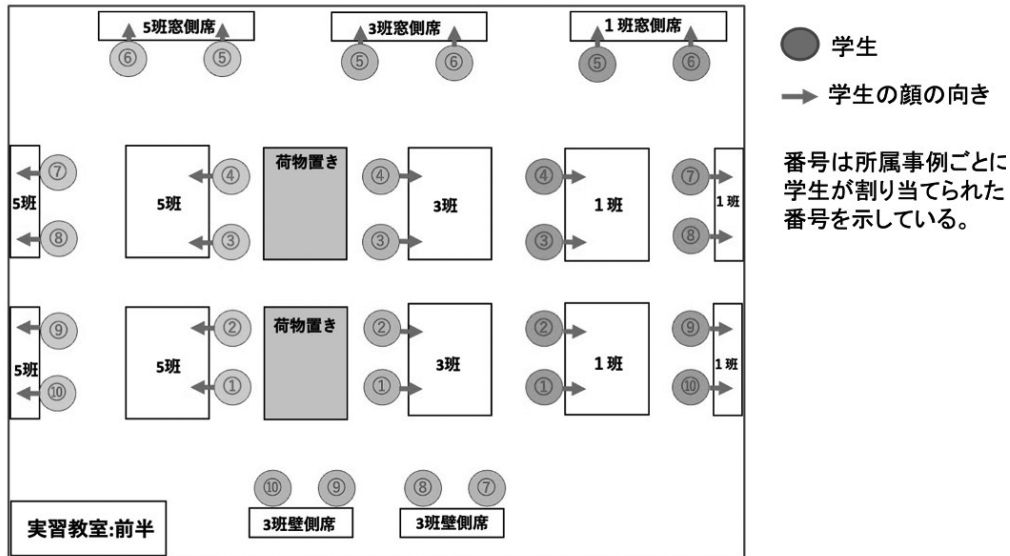 5班窓側席
3班窓側席
1班窓側席
⑥
⑤
⑤
⑥
⑤
⑥
学生
学生の顔の向き
番号は所属事例ごとに
学生が割り当てられた
番号を示している。
⑦
5班
⑧
5班
④
③
荷物置き
④
③
3班
④
③
1班
⑦
⑧
1班
⑨
5班
⑩
5班
②
①
荷物置き
②
①
3班
②
①
1班
⑨
⑩
1班
⑩
⑨
⑧
⑦
3班壁側席
3班壁側席
実習教室:前半